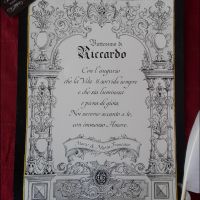 Battesimo di
Riccardo
Con l'augurio
che la Vita ti sorrida sempre
e che sia luminosa
e piena di gioia.
Noi saremo accanto a te,
con immenso Amore.